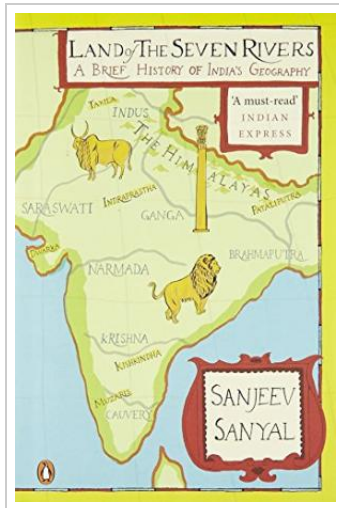 LAND of THE SEVEN RIVERS
A BRIEF HISTORY OF INDIA'S GEOGRAPHY
'A must-read'
INDIAN
EXPRESS
TAXILA
INDUS
THE HIMALAYAS
INDRAPRASTHA
PATALIPUTRA
SARASWATI
GANGA
DWARKA
BRAHMAPUTRA
NARMADA
KRISHNA
KISHKINDHA
MUZARIS
CAUVERY
SANJEEV
SANYAL